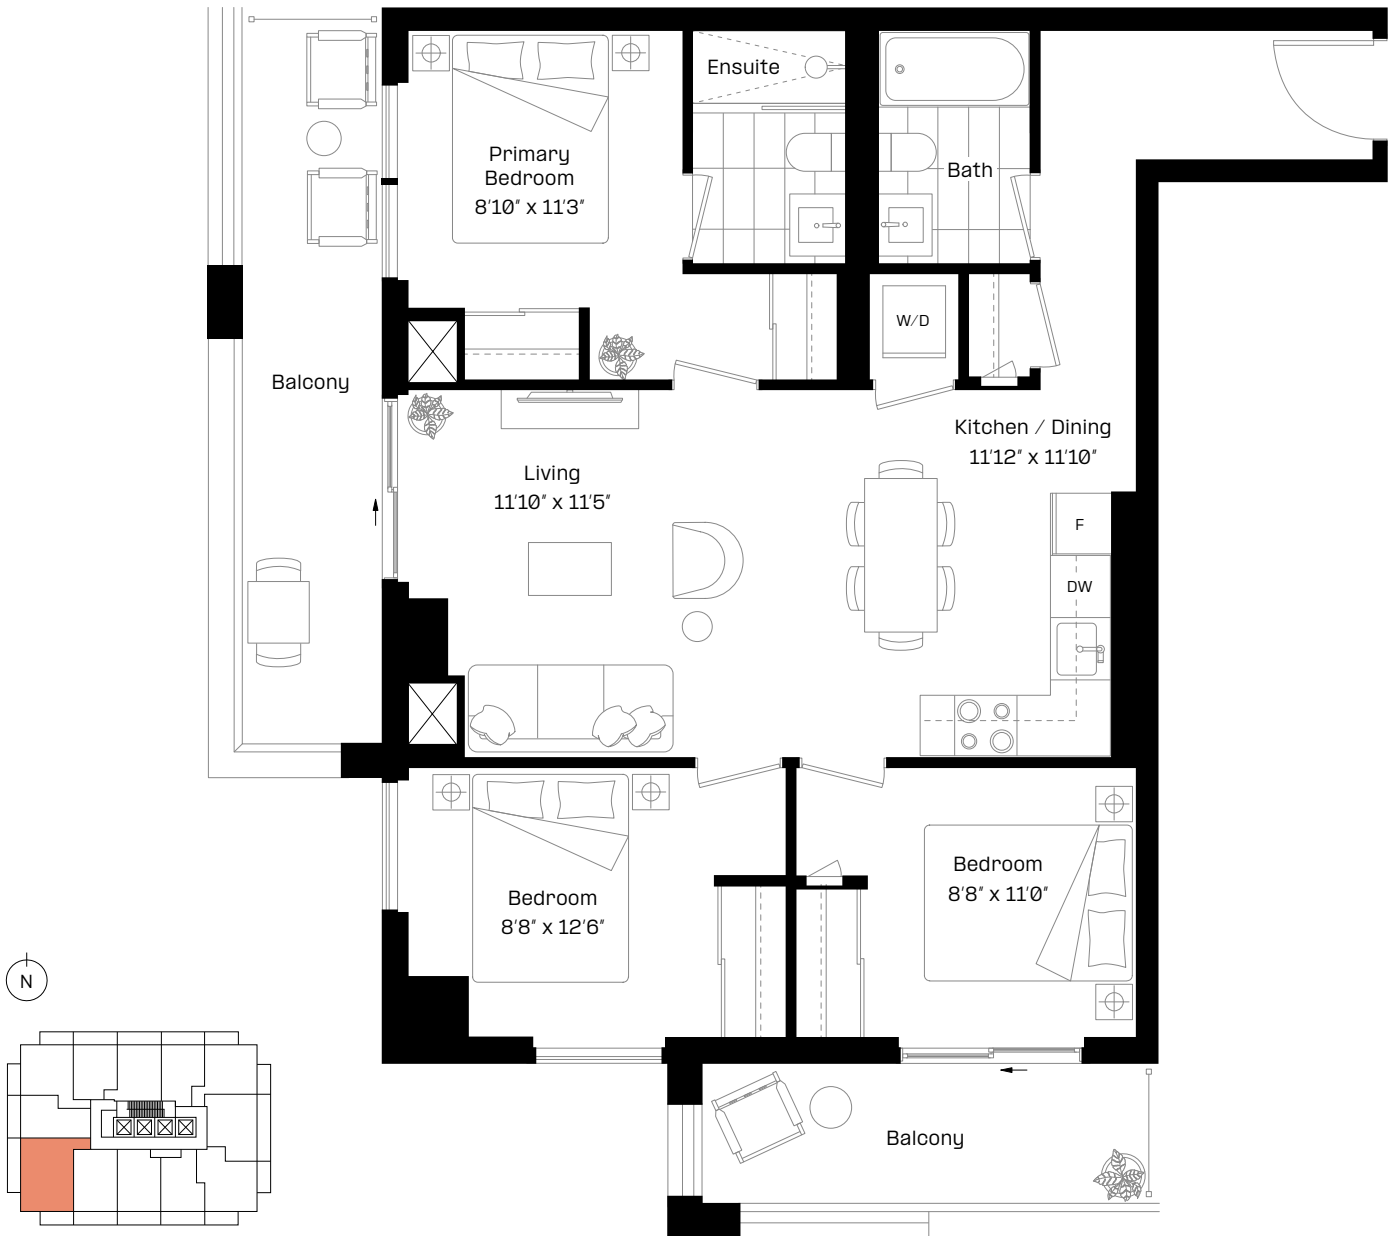 Ensuite
Primary
Bedroom
8'10" x 11'3"
Bath
W/D
Balcony
Kitchen / Dining
11'12" x 11'10"
Living
11'10" x 11'5"
F
DW
Bedroom
8'8" x 11'0"
Bedroom
8'8" x 12'6"
N
Balcony